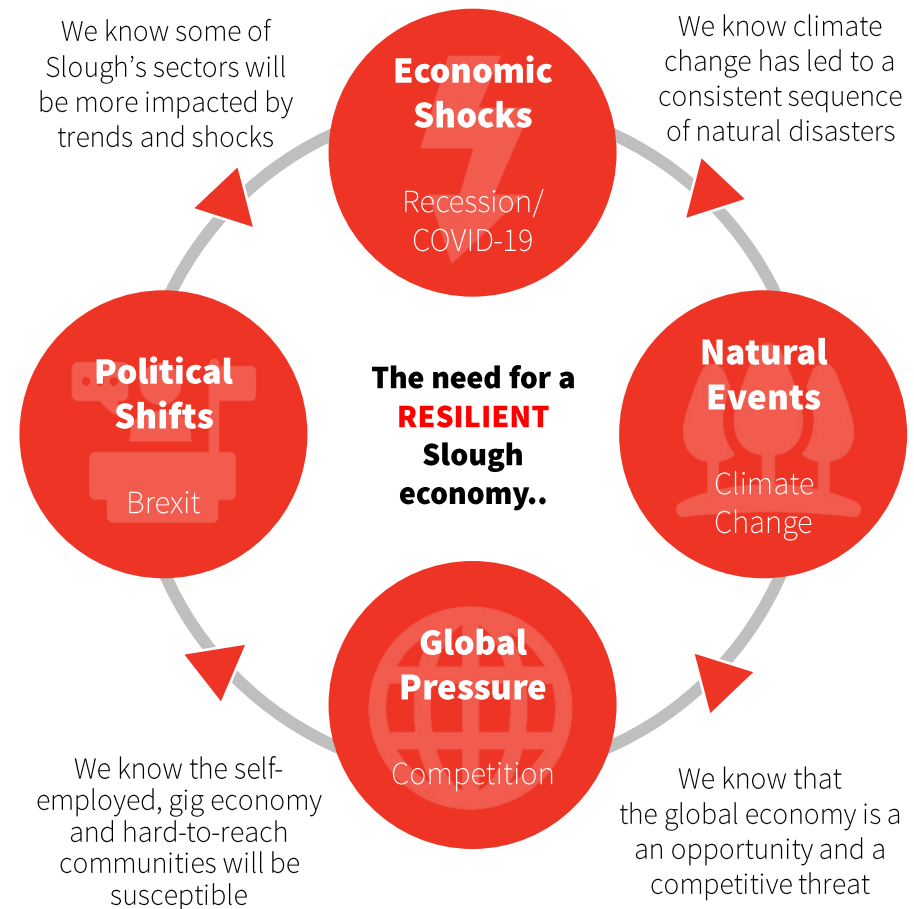 We know some of
Slough’s sectors will
be more impacted by
trends and shocks
Economic
Shocks
Recession/
COVID-19
We know climate
change has led to a
consistent sequence
of natural disasters
Political
Shifts
Brexit
The need for a
RESILIENT
Slough
economy..
Natural
Events
Climate
Change
Global
Pressure
Competition
We know the self-
employed, gig economy
and hard-to-reach
communities will be
susceptible
We know that
the global economy is a
an opportunity and a
competitive threat